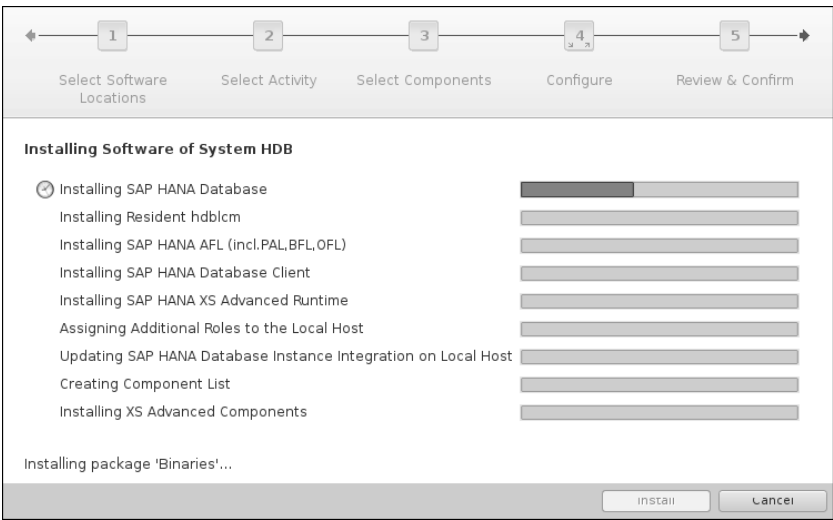 1
2
3
4
5
Select Software
Locations
Select Activity
Select Components
Configure
Review & Confirm
Installing Software of System HDB
Installing SAP HANA Database
Installing Resident hdblcm
Installing SAP HANA AFL (incl.PAL,BFL,OFL)
Installing SAP HANA Database Client
Installing SAP HANA XS Advanced Runtime
Assigning Additional Roles to the Local Host
Updating SAP HANA Database Instance Integration on Local Host
Creating Component List
Installing XS Advanced Components
Installing package 'Binaries'...
Install
Cancel